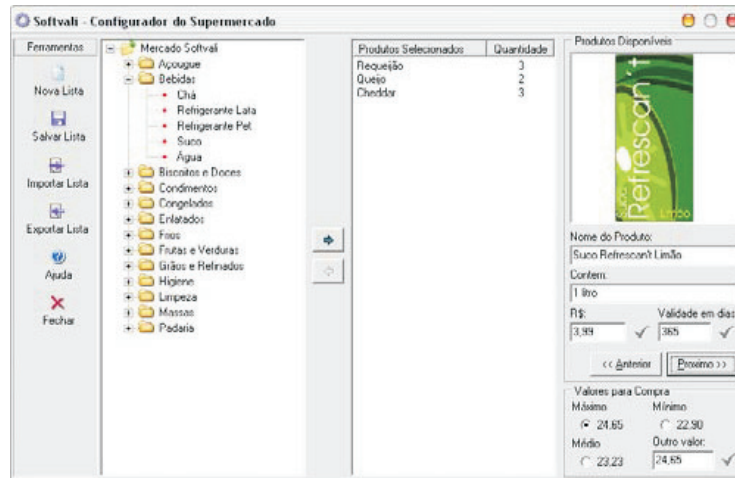 Softvali - Configurador do Supermercado
Ferramentas
Nova Lista
Salvar Lista
Importar Lista
Exportar Lista
Ajuda
Fechar
Mercado Softvali
Açougue
Bebidas
Chá
Refrigerante Lata
Refrigerante Pet
Suco
Água
Biscoitos e Doces
Condimentos
Congelados
Enlatados
Frios
Frutas e Verduras
Grãos e Refinados
Higiene
Limpeza
Massas
Padaria
Produtos Selecionados Quantidade
Requeijão 3
Queijo 2
Cheddar 3
Produtos Disponíveis
Suco
Refrescan´t
Limão
Nome do Produto:
Suco Refrescan't Limão
Contem:
1 litro
R$: Validade em dias
3,99 365
<< Anterior Proximo >>
Valores para Compra
Máximo Mínimo
24,65 22,90
Médio Outro valor:
23,23 24,65